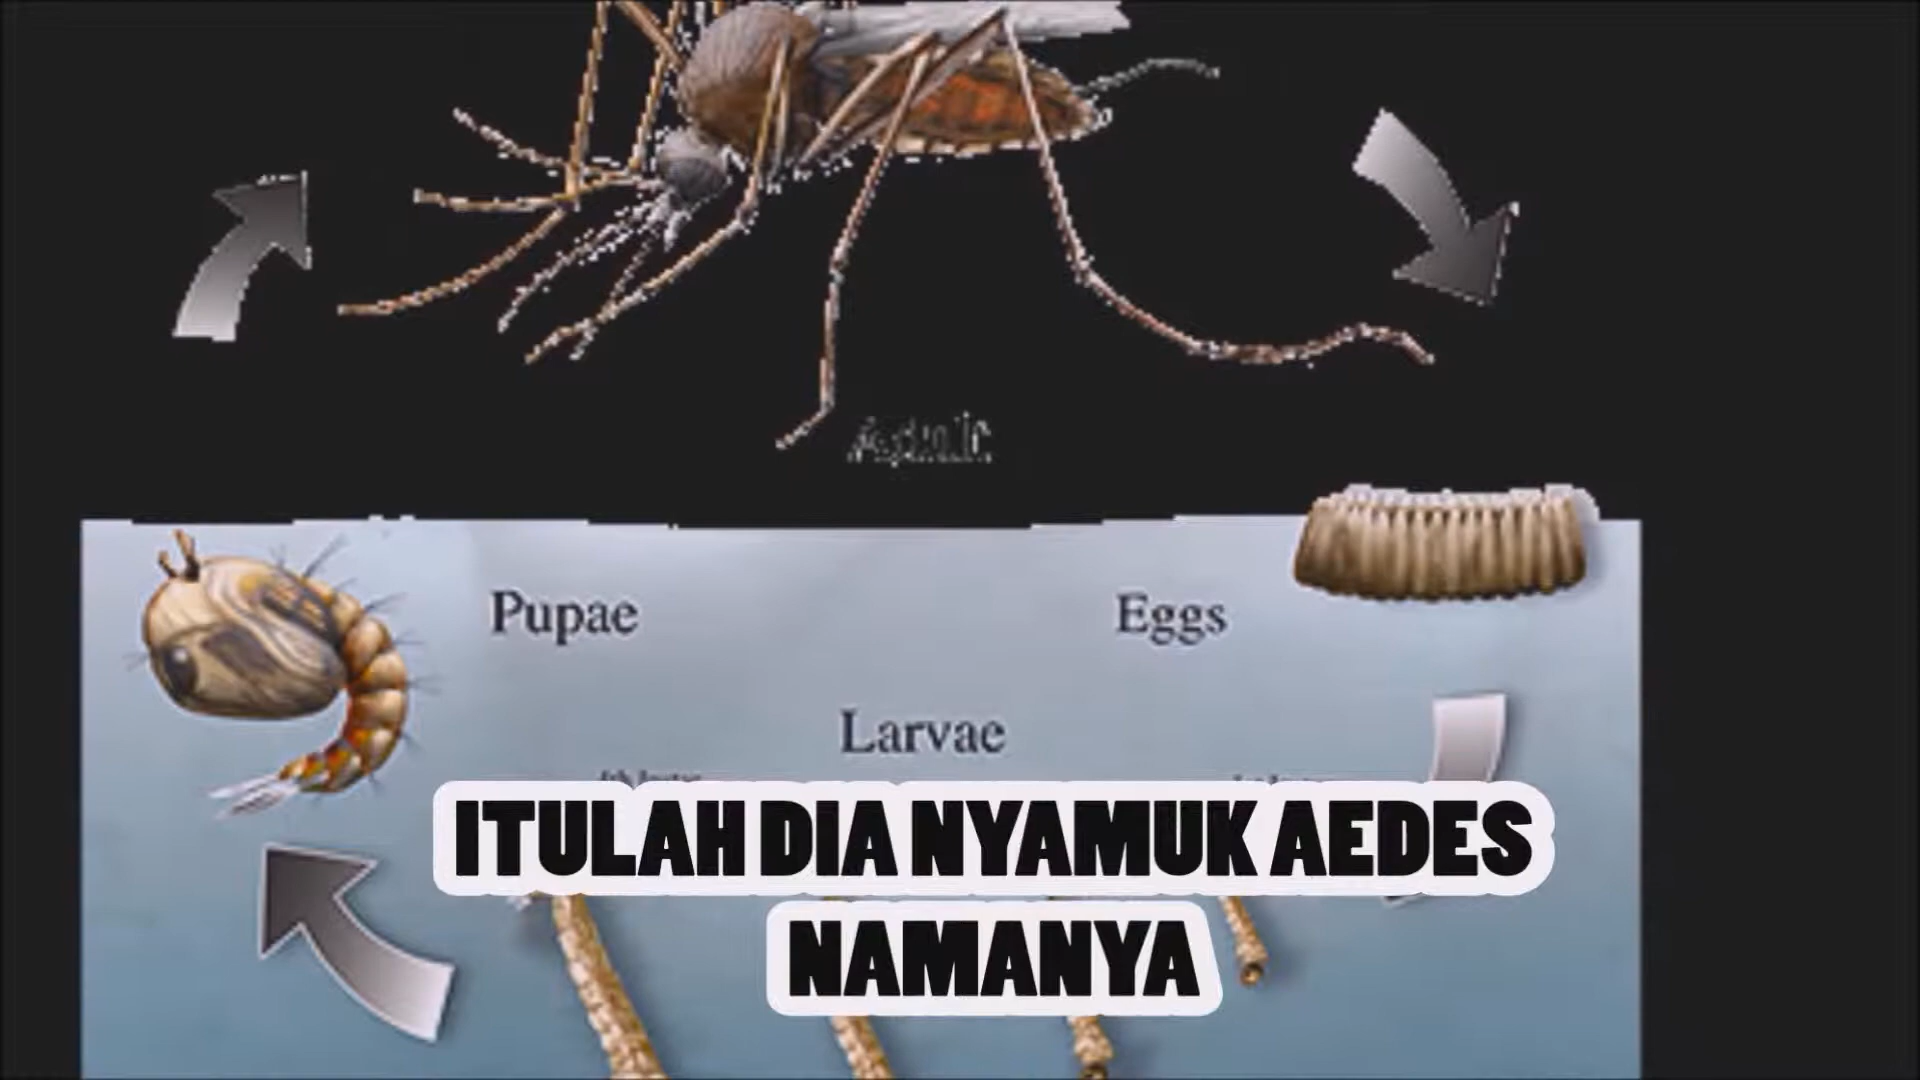 Pupae
Eggs
Larvae
ITULAH DIA NYAMUK AEDES
NAMANYA